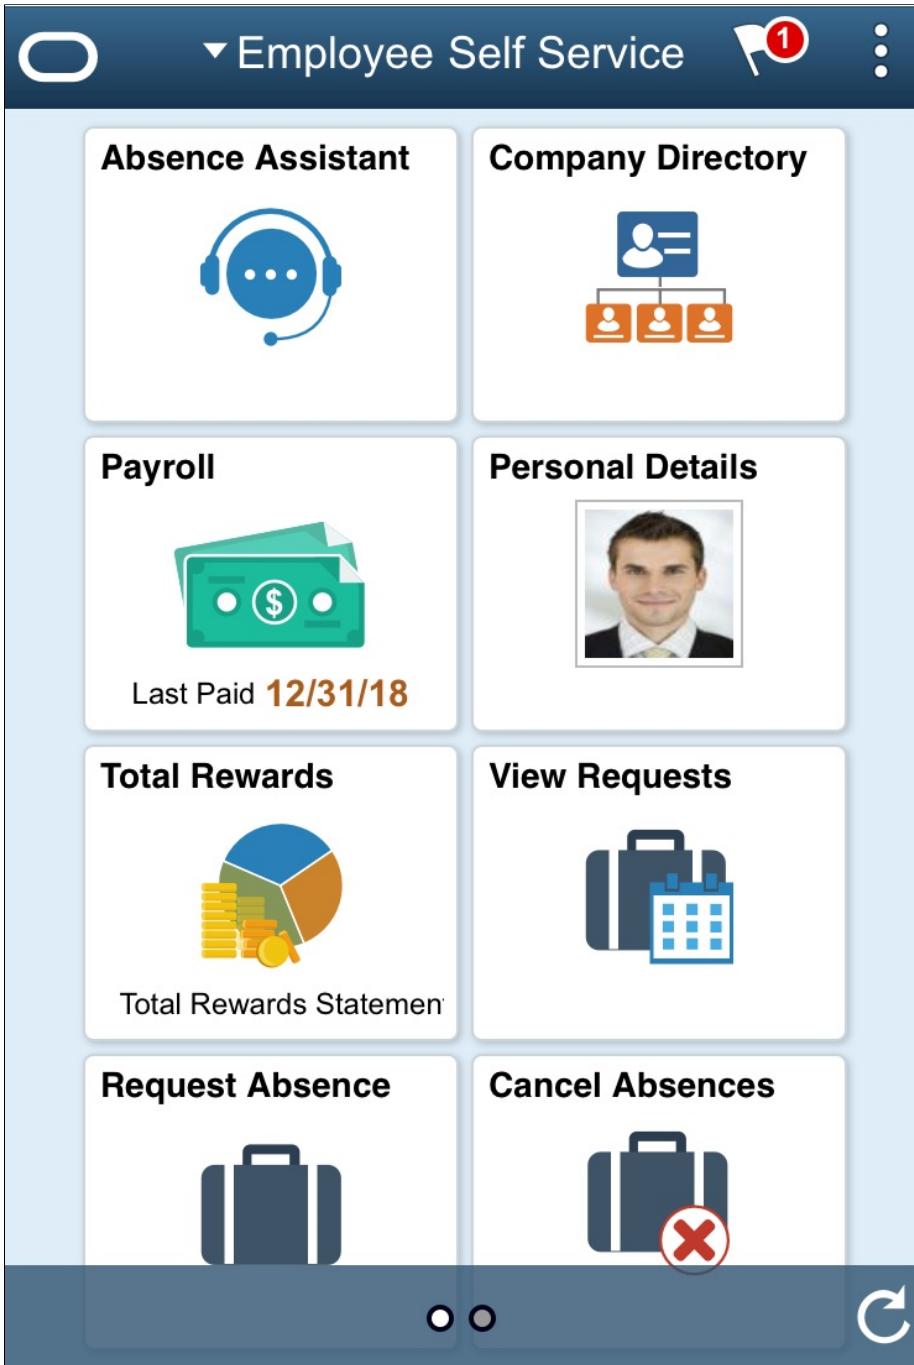 Employee Self Service
1
Absence Assistant
Company Directory
Payroll
$
Last Paid 12/31/18
Personal Details
Total Rewards
Total Rewards Statemen
View Requests
Request Absence
Cancel Absences